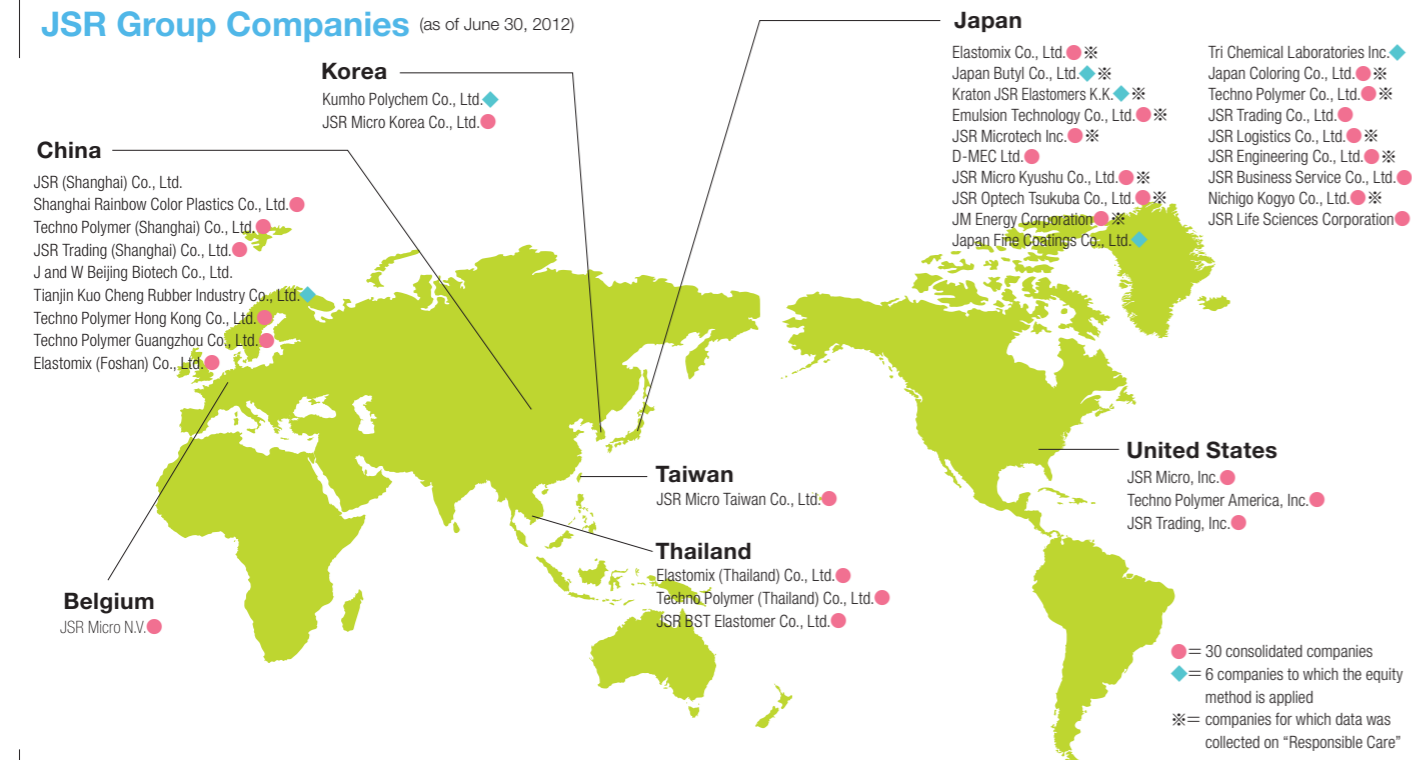 JSR Group Companies (as of June 30, 2012)
Korea
Kumho Polychem Co., Ltd.◆
JSR Micro Korea Co., Ltd.●
China
JSR (Shanghai) Co., Ltd.
Shanghai Rainbow Color Plastics Co., Ltd.●
Techno Polymer (Shanghai) Co., Ltd.●
JSR Trading (Shanghai) Co., Ltd.●
J and W Beijing Biotech Co., Ltd.
Tianjin Kuo Cheng Rubber Industry Co., Ltd.◆
Techno Polymer Hong Kong Co., Ltd.●
Techno Polymer Guangzhou Co., Ltd.●
Elastomix (Foshan) Co., Ltd.●
Belgium
JSR Micro N.V.●
Taiwan
JSR Micro Taiwan Co., Ltd.●
Thailand
Elastomix (Thailand) Co., Ltd.●
Techno Polymer (Thailand) Co., Ltd.●
JSR BST Elastomer Co., Ltd.●
Japan
Elastomix Co., Ltd.●※
Japan Butyl Co., Ltd.◆※
Kraton JSR Elastomers K.K.◆※
Emulsion Technology Co., Ltd.●※
JSR Microtech Inc.●※
D-MEC Ltd.●
JSR Micro Kyushu Co., Ltd.●※
JSR Optech Tsukuba Co., Ltd.●※
JM Energy Corporation●※
Japan Fine Coatings Co., Ltd.◆
Tri Chemical Laboratories Inc.◆
Japan Coloring Co., Ltd.●※
Techno Polymer Co., Ltd.●※
JSR Trading Co., Ltd.●
JSR Logistics Co., Ltd.●※
JSR Engineering Co., Ltd.●※
JSR Business Service Co., Ltd.●
Nichigo Kogyo Co., Ltd.●※
JSR Life Sciences Corporation●
United States
JSR Micro, Inc.●
Techno Polymer America, Inc.●
JSR Trading, Inc.●
●= 30 consolidated companies
◆= 6 companies to which the equity
method is applied
※= companies for which data was
collected on “Responsible Care”